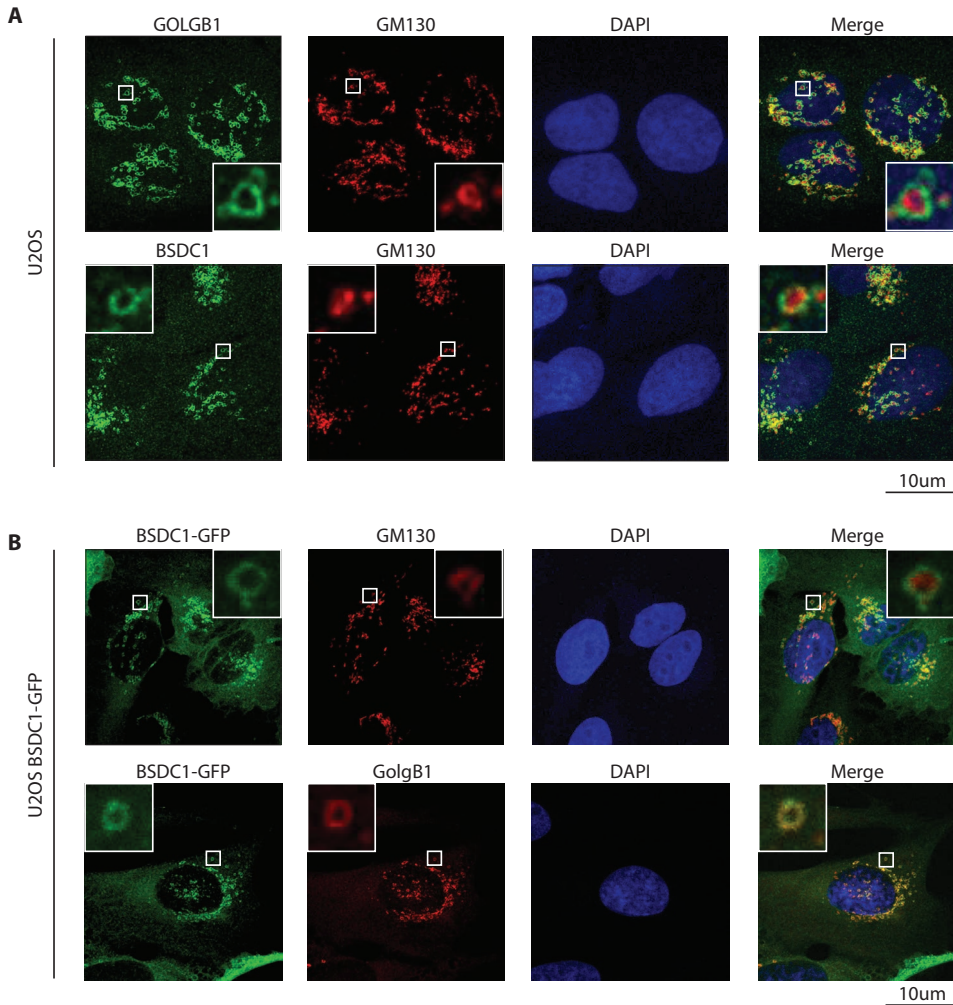 A
GOLGB1 GM130 DAPI Merge
U2OS
BSDC1 GM130 DAPI Merge
10um
B
BSDC1-GFP GM130 DAPI Merge
U2OS BSDC1-GFP
BSDC1-GFP GolgB1 DAPI Merge
10um